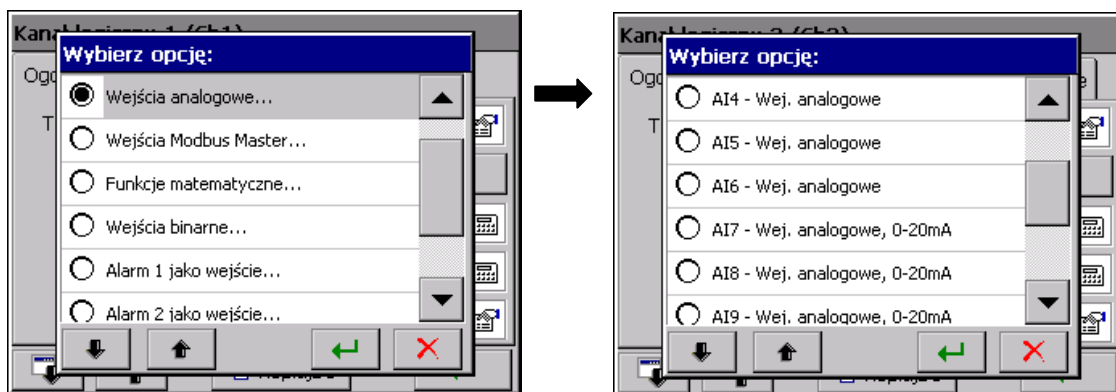 Wybierz opcję:
Wejścia analogowe...
Wejścia Modbus Master...
Funkcje matematyczne...
Wejścia binarne...
Alarm 1 jako wejście...
Alarm 2 jako wejście...
Wybierz opcję:
AI4 - Wej. analogowe
AI5 - Wej. analogowe
AI6 - Wej. analogowe
AI7 - Wej. analogowe, 0-20mA
AI8 - Wej. analogowe, 0-20mA
AI9 - Wej. analogowe, 0-20mA